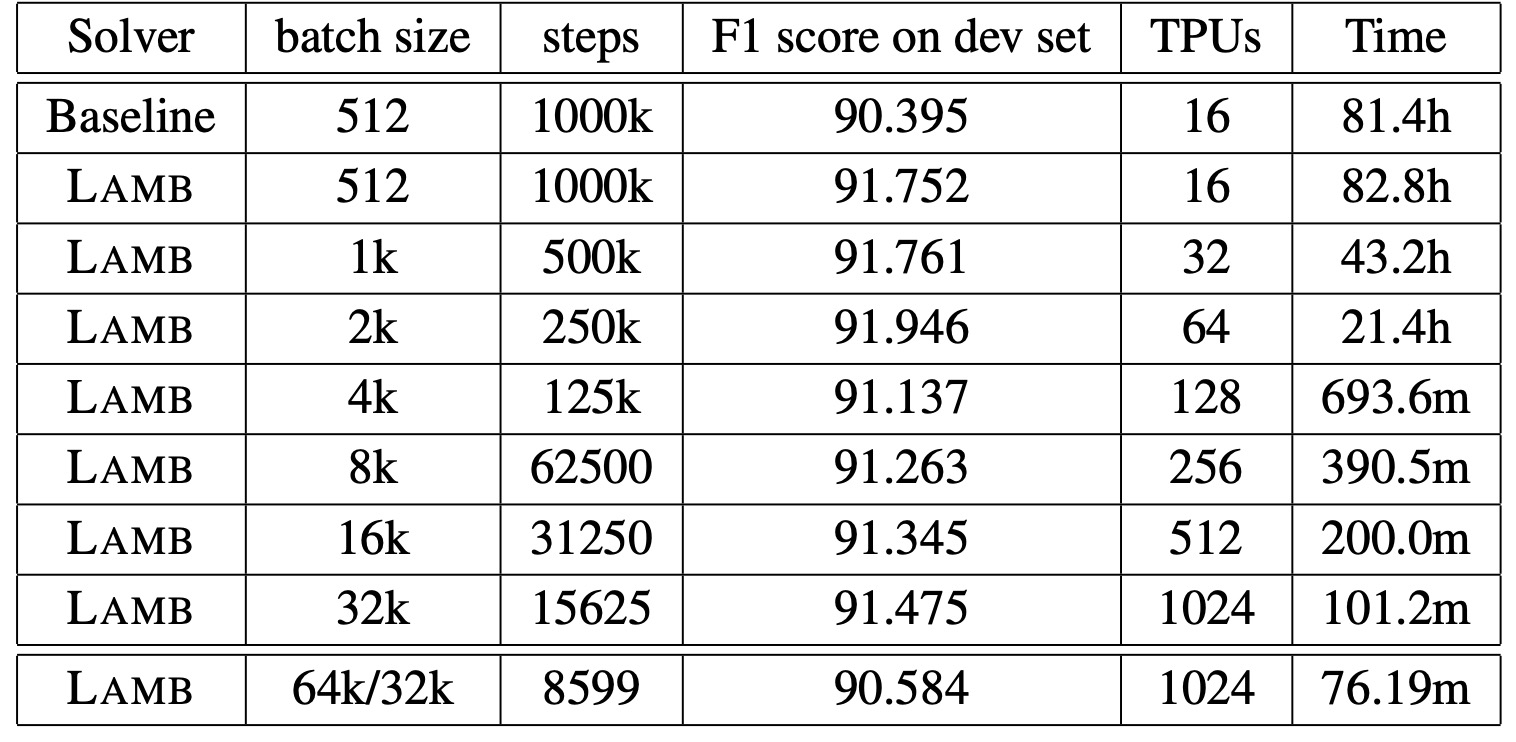 Solver batch size steps F1 score on dev set TPUs Time
Baseline 512 1000k 90.395 16 81.4h
LAMB 512 1000k 91.752 16 82.8h
LAMB 1k 500k 91.761 32 43.2h
LAMB 2k 250k 91.946 64 21.4h
LAMB 4k 125k 91.137 128 693.6m
LAMB 8k 62500 91.263 256 390.5m
LAMB 16k 31250 91.345 512 200.0m
LAMB 32k 15625 91.475 1024 101.2m
LAMB 64k/32k 8599 90.584 1024 76.19m